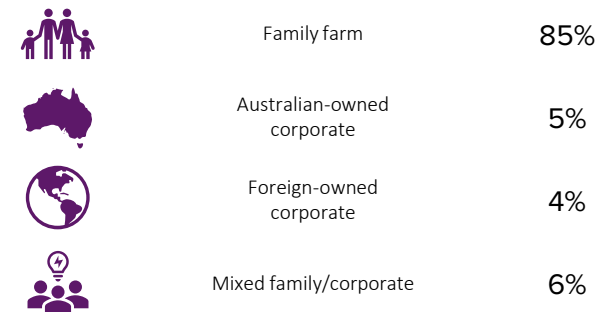 Family farm 85%
Australian-owned
corporate 5%
Foreign-owned
corporate 4%
Mixed family/corporate 6%